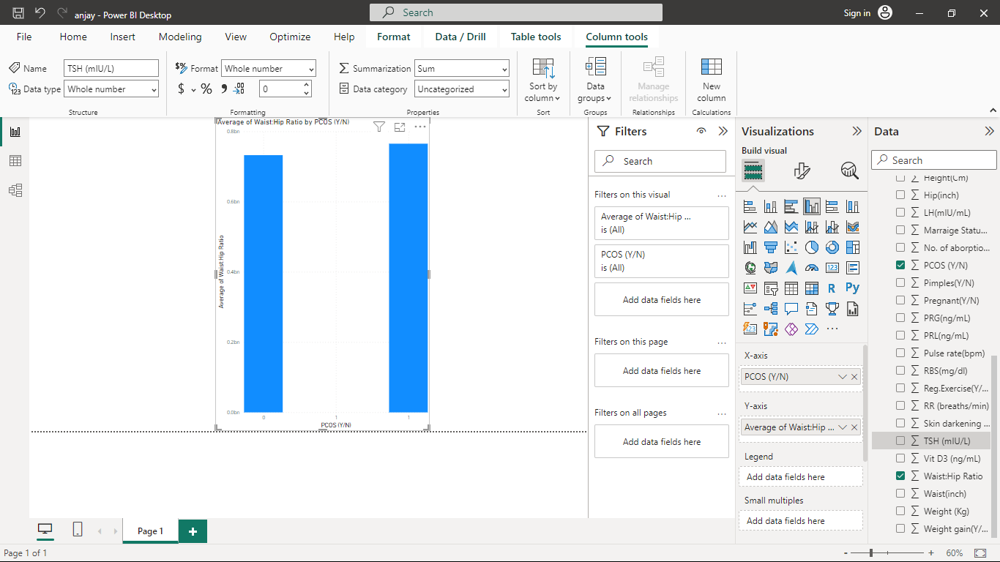 anjay - Power BI Desktop
Search
Sign in
File
Home
Insert
Modeling
View
Optimize
Help
Format
Data / Drill
Table tools
Column tools
Name
TSH (mIU/L)
Data type
Whole number
Structure
Format
Whole number
$
%
0
Formatting
Summarization
Sum
Data category
Uncategorized
Properties
Sort by
column
Sort
Data
groups
Groups
Manage
relationships
Relationships
New
column
Calculations
Average of Waist:Hip Ratio by PCOS (Y/N)
0.8bn
0.6bn
0.4bn
0.2bn
0.0bn
Average of Waist:Hip Ratio
0
1
1
PCOS (Y/N)
Filters
Search
Filters on this visual
Average of Waist:Hip ...
is (All)
PCOS (Y/N)
is (All)
Add data fields here
Filters on this page
Add data fields here
Filters on all pages
Add data fields here
Visualizations
Build visual
R
Py
123
123
X-axis
PCOS (Y/N)
Y-axis
Average of Waist:Hip ...
Legend
Add data fields here
Small multiples
Add data fields here
Data
Search
Height(Cm)
Hip(inch)
LH(mIU/mL)
Marraige Statu...
No. of aborptio...
PCOS (Y/N)
Pimples(Y/N)
Pregnant(Y/N)
PRG(ng/mL)
PRL(ng/mL)
Pulse rate(bpm)
RBS(mg/dl)
Reg.Exercise(Y/...
RR (breaths/min)
Skin darkening ...
TSH (mIU/L)
Vit D3 (ng/mL)
Waist:Hip Ratio
Waist(inch)
Weight (Kg)
Weight gain(Y/...
Page 1
Page 1 of 1
60%